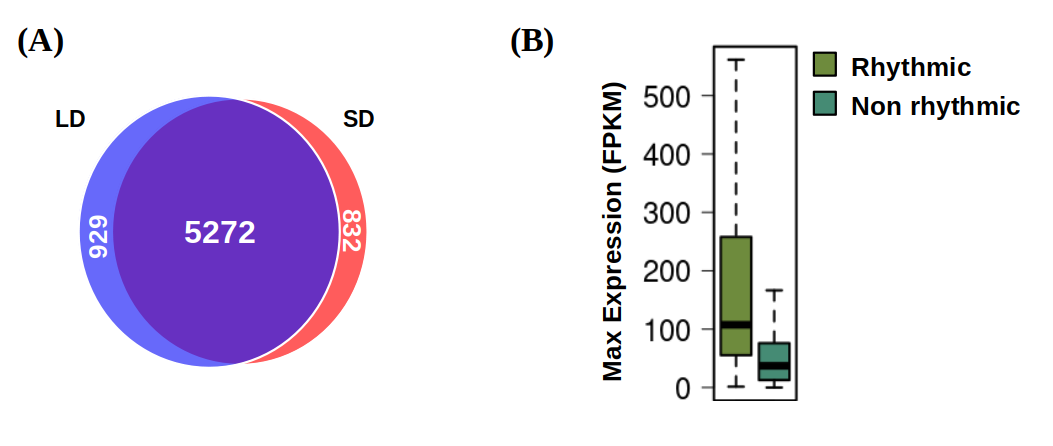 (A)
LD
SD
929
5272
832
(B)
Max Expression (FPKM)
500
400
300
200
100
0
Rhythmic
Non rhythmic